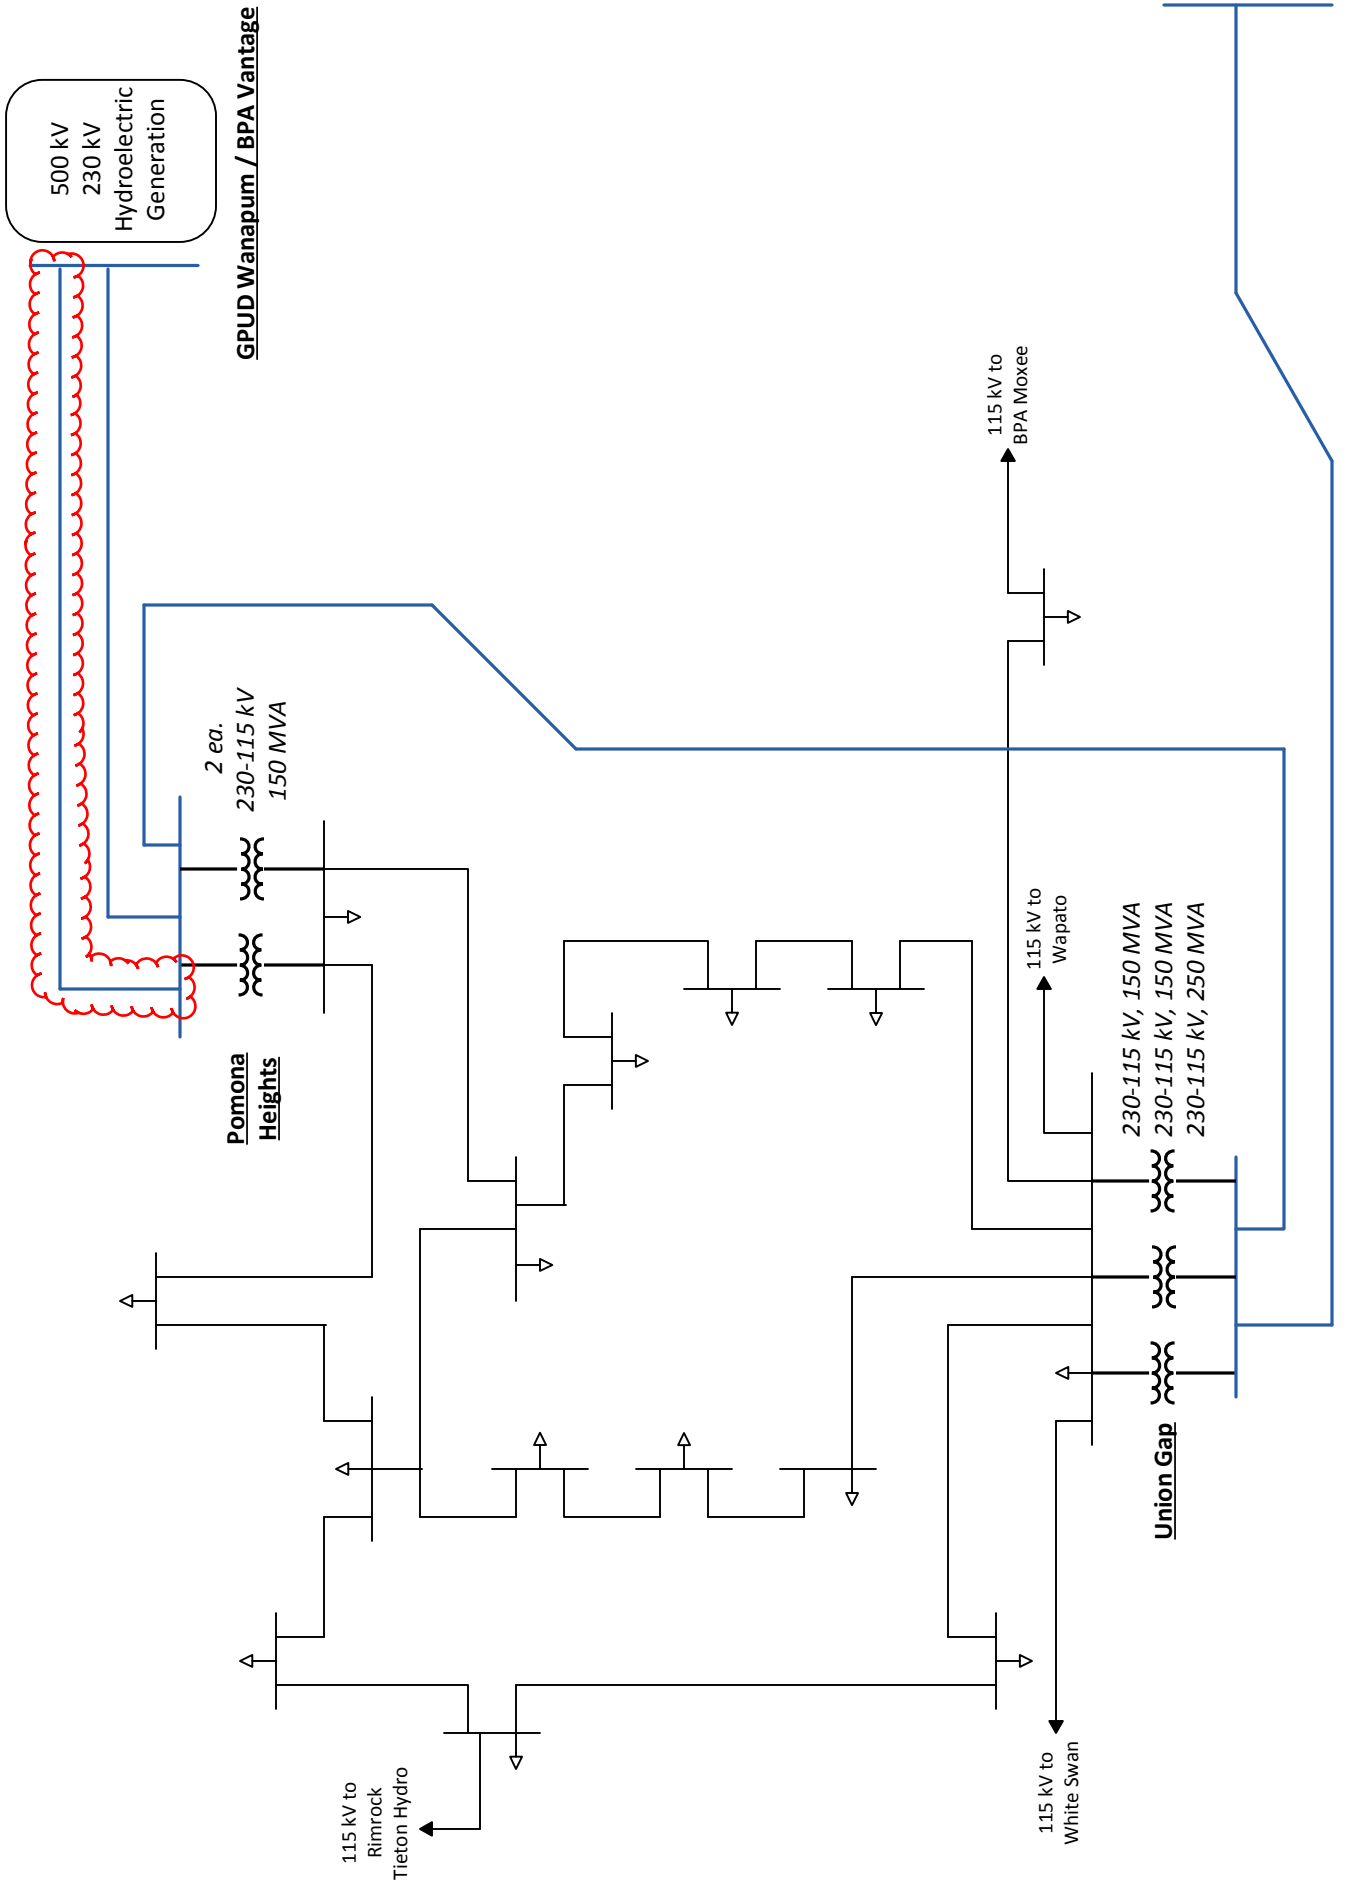 500 kV
230 kV
Hydroelectric
Generation
GPUD Wanapum / BPA Vantage
2 ea.
230-115 kV
150 MVA
Pomona
Heights
115 kV to
BPA Moxee
115 kV to
Wapato
230-115 kV, 150 MVA
230-115 kV, 150 MVA
230-115 kV, 250 MVA
Union Gap
115 kV to
Rimrock
Tieton Hydro
115 kV to
White Swan